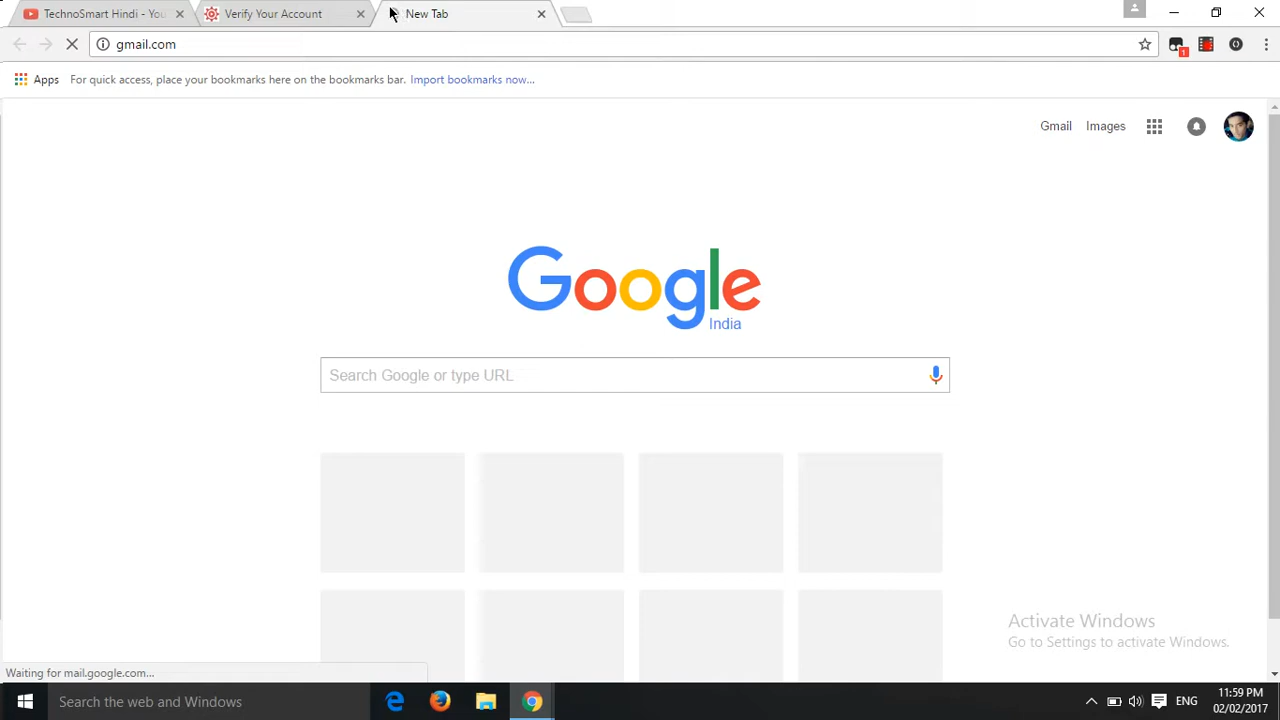 TechnoSmart Hindi - You
Verify Your Account
New Tab
gmail.com
Apps
For quick access, place your bookmarks here on the bookmarks bar. Import bookmarks now...
1
Gmail
Images
Google
India
Search Google or type URL
Activate Windows
Go to Settings to activate Windows.
Waiting for mail.google.com...
Search the web and Windows
ENG
11:59 PM
02/02/2017